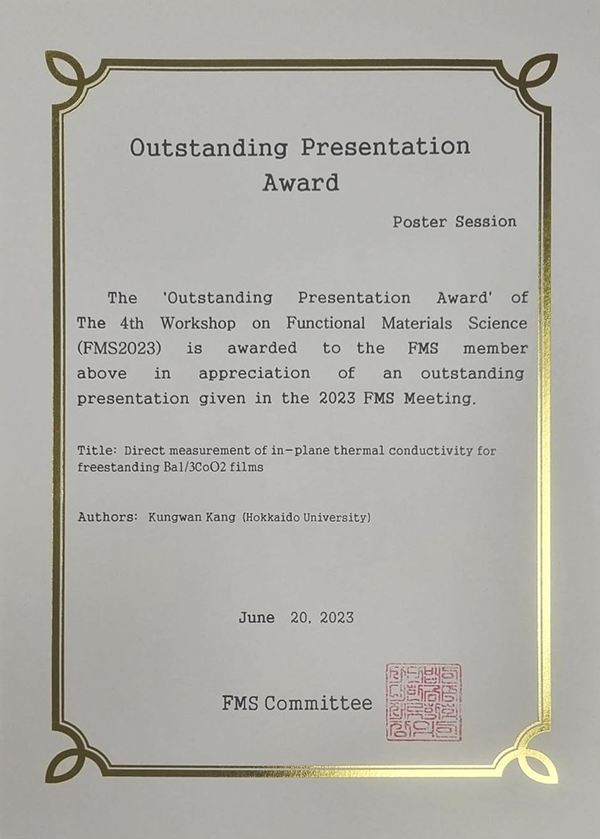 Outstanding Presentation
Award
Poster Session
The 'Outstanding Presentation Award' of
The 4th Workshop on Functional Materials Science
(FMS2023) is awarded to the FMS member
above in appreciation of an outstanding
presentation given in the 2023 FMS Meeting.
Title: Direct measurement of in-plane thermal conductivity for
freestanding Ba1/3CoO2 films
Authors: Kungwan Kang (Hokkaido University)
June 20, 2023
FMS Committee